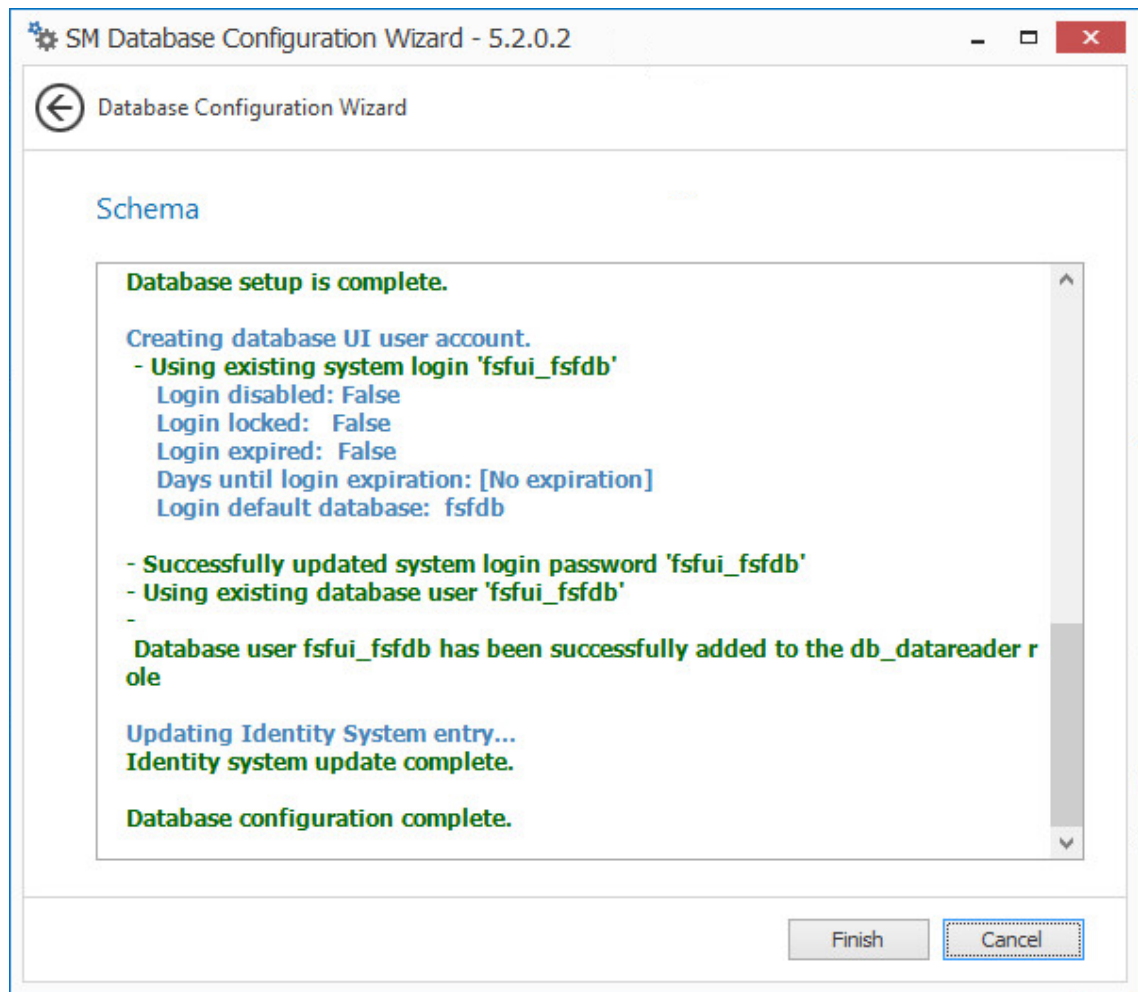 SM Database Configuration Wizard - 5.2.0.2
Database Configuration Wizard
Schema
Database setup is complete.
Creating database UI user account.
- Using existing system login 'fsfui_fsfdb'
Login disabled: False
Login locked:   False
Login expired:  False
Days until login expiration: [No expiration]
Login default database:  fsfdb
- Successfully updated system login password 'fsfui_fsfdb'
- Using existing database user 'fsfui_fsfdb'
-
Database user fsfui_fsfdb has been successfully added to the db_datareader r
ole
Updating Identity System entry...
Identity system update complete.
Database configuration complete.
Finish
Cancel